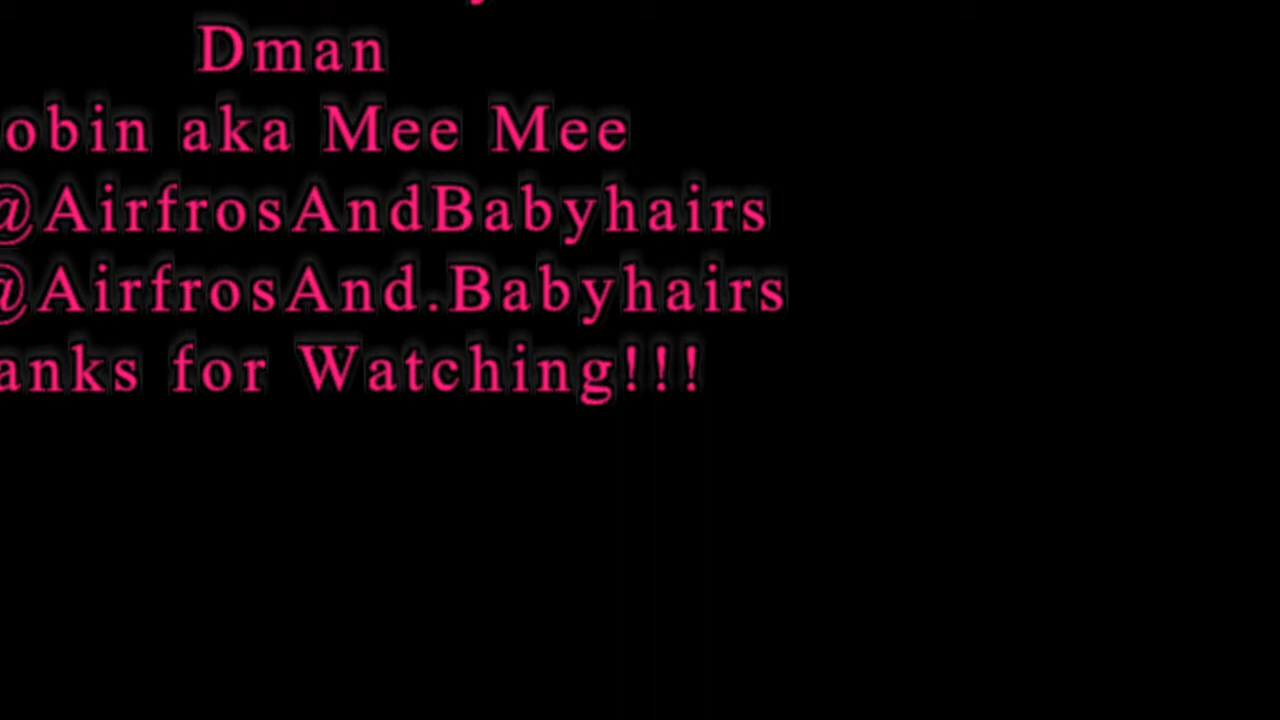 Dman
obin aka Mee Mee
@AirfrosAndBabyhairs
@AirfrosAnd.Babyhairs
anks for Watching!!!